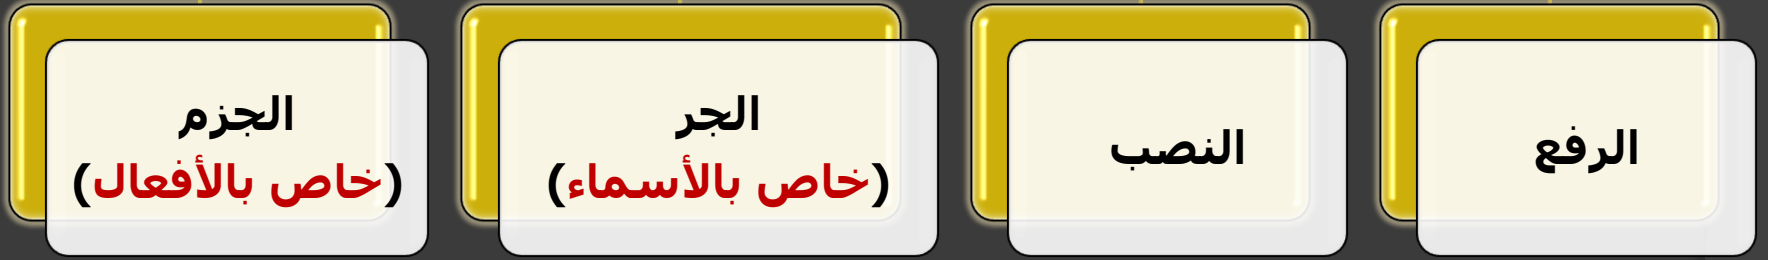 الرفع
النصب
الجر
(خاص بالأسماء)
الجزم
(خاص بالأفعال)